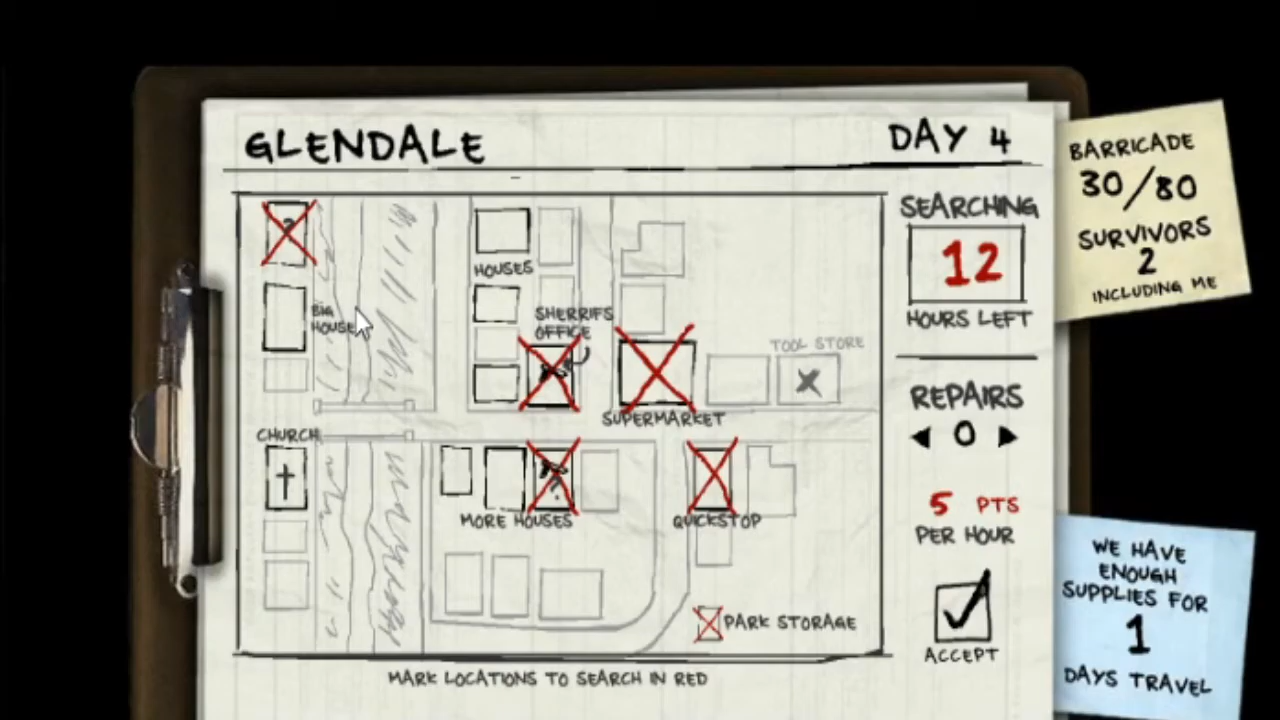 GLENDALE
DAY 4
BARRICADE
30/80
SURVIVORS
2
INCLUDING ME
SEARCHING
12
HOURS LEFT
?
HOUSES
BIG
HOUSE
SHERRIFS
OFFICE
TOOL STORE
SUPERMARKET
CHURCH
MORE HOUSES
QUICKSTOP
PARK STORAGE
MARK LOCATIONS TO SEARCH IN RED
REPAIRS
0
5 PTS
PER HOUR
ACCEPT
WE HAVE
ENOUGH
SUPPLIES FOR
1
DAYS TRAVEL